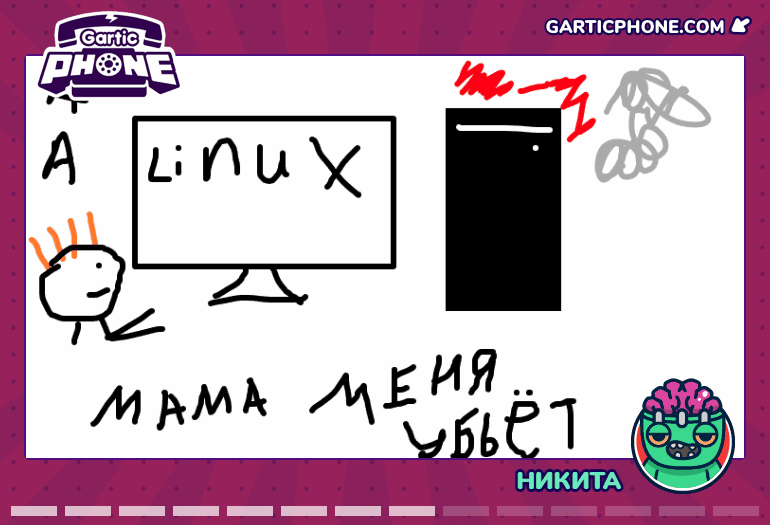 Gartic PHONE
GARTICPHONE.COM
А
Linux
МАМА МЕНЯ
УБЬЁТ
НИКИТА